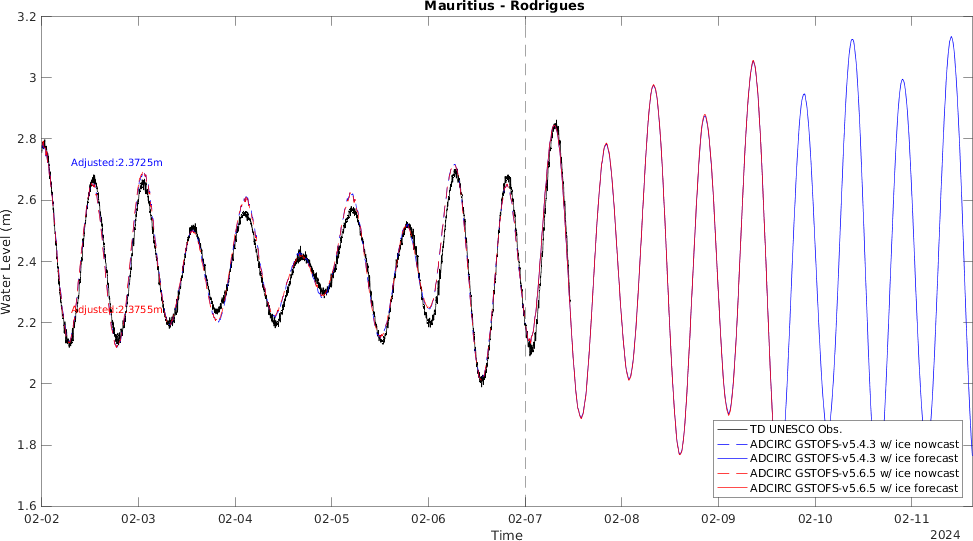 Mauritius - Rodrigues
3.2
3
2.8
2.6
2.4
2.2
2
1.8
1.6
Water Level (m)
Adjusted:2.3725m
Adjusted:2.3755m
TD UNESCO Obs.
ADCIRC GSTOFS-v5.4.3 w/ ice nowcast
ADCIRC GSTOFS-v5.4.3 w/ ice forecast
ADCIRC GSTOFS-v5.6.5 w/ ice nowcast
ADCIRC GSTOFS-v5.6.5 w/ ice forecast
02-02 02-03 02-04 02-05 02-06 02-07 02-08 02-09 02-10 02-11
Time
2024